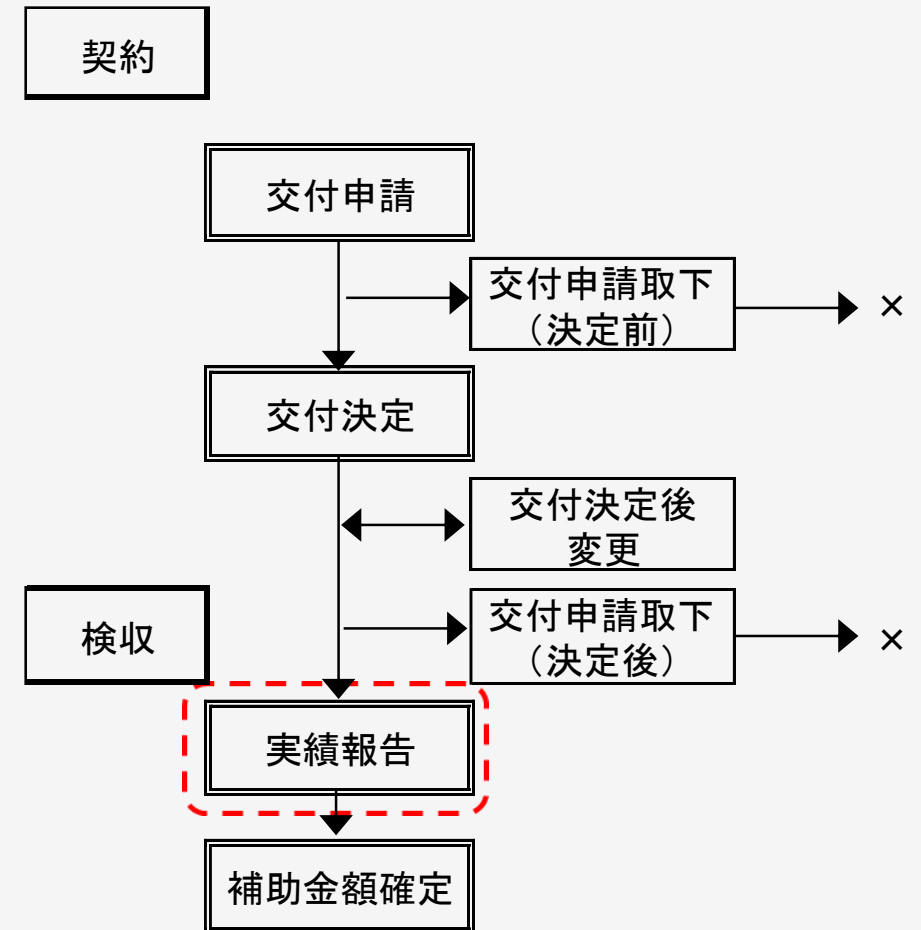 契約
交付申請
交付申請取下
（決定前）
×
交付決定
交付決定後
変更
検収
交付申請取下
（決定後）
×
実績報告
補助金額確定